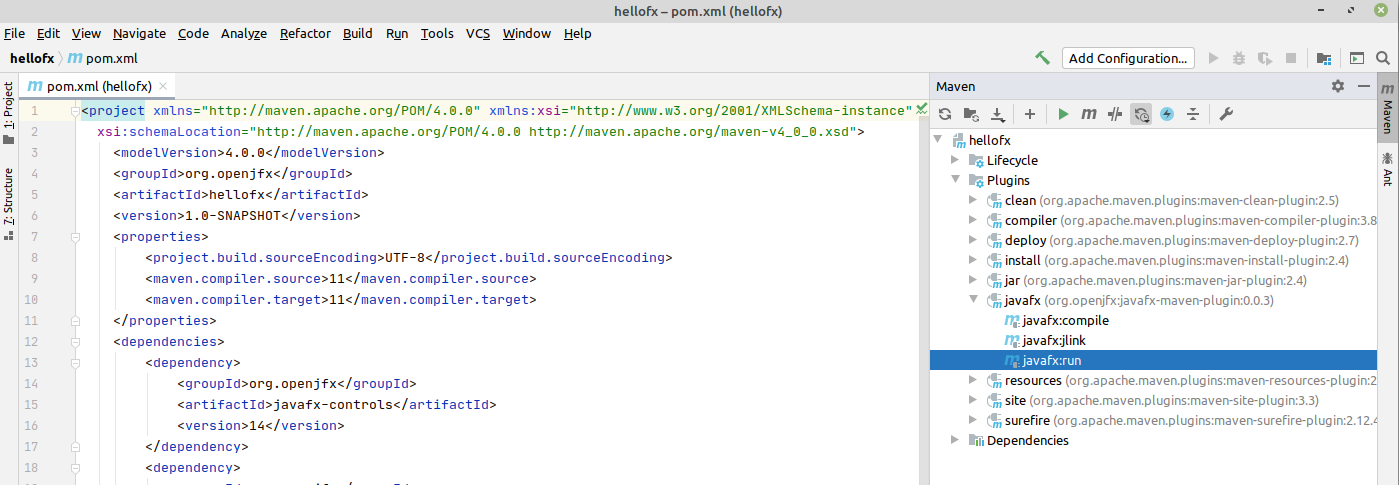 hellofx – pom.xml (hellofx)
File Edit View Navigate Code Analyze Refactor Build Run Tools VCS Window Help
hellofx pom.xml
Add Configuration...
1: Project
7: Structure
pom.xml (hellofx)
1 <project xmlns="http://maven.apache.org/POM/4.0.0" xmlns:xsi="http://www.w3.org/2001/XMLSchema-instance"
2 xsi:schemaLocation="http://maven.apache.org/POM/4.0.0 http://maven.apache.org/maven-v4_0_0.xsd">
3 <modelVersion>4.0.0</modelVersion>
4 <groupId>org.openjfx</groupId>
5 <artifactId>hellofx</artifactId>
6 <version>1.0-SNAPSHOT</version>
7 <properties>
8 <project.build.sourceEncoding>UTF-8</project.build.sourceEncoding>
9 <maven.compiler.source>11</maven.compiler.source>
10 <maven.compiler.target>11</maven.compiler.target>
11 </properties>
12 <dependencies>
13 <dependency>
14 <groupId>org.openjfx</groupId>
15 <artifactId>javafx-controls</artifactId>
16 <version>14</version>
17 </dependency>
18 <dependency>
Maven
hellofx
Lifecycle
Plugins
clean (org.apache.maven.plugins:maven-clean-plugin:2.5)
compiler (org.apache.maven.plugins:maven-compiler-plugin:3.8
deploy (org.apache.maven.plugins:maven-deploy-plugin:2.7)
install (org.apache.maven.plugins:maven-install-plugin:2.4)
jar (org.apache.maven.plugins:maven-jar-plugin:2.4)
javafx (org.openjfx:javafx-maven-plugin:0.0.3)
javafx:compile
javafx:jlink
javafx:run
resources (org.apache.maven.plugins:maven-resources-plugin:2
site (org.apache.maven.plugins:maven-site-plugin:3.3)
surefire (org.apache.maven.plugins:maven-surefire-plugin:2.12.4
Dependencies
Maven
Ant